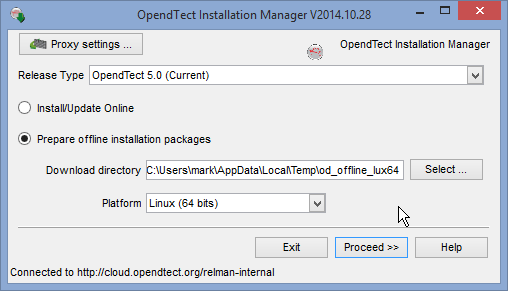 OpendTect Installation Manager V2014.10.28
Proxy settings ...
OpendTect Installation Manager
Release Type OpendTect 5.0 (Current)
Install/Update Online
Prepare offline installation packages
Download directory C:\Users\mark\AppData\Local\Temp\od_offline_lux64 Select ...
Platform Linux (64 bits)
Exit Proceed >> Help
Connected to http://cloud.opendtect.org/relman-internal